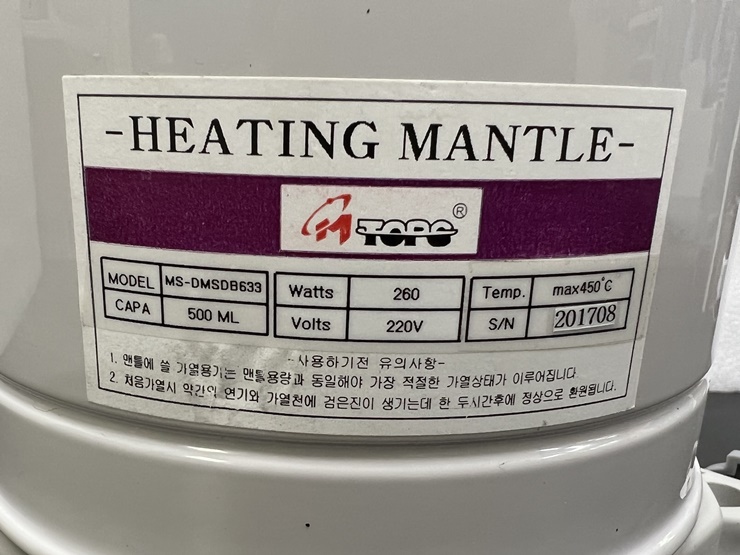 -HEATING MANTLE-
M TOPS®
MODEL MS-DMSDB633
CAPA 500 ML
Watts 260
Volts 220V
Temp. max450°C
S/N 201708
-사용하기전 유의사항-
1. 맨틀에 쓸 가열용기는 맨틀용량과 동일해야 가장 적절한 가열상태가 이루어집니다
2. 처음가열시 약간의 연기와 가열천에 검은진이 생기는데 한 두시간후에 정상으로 환원됩니다.